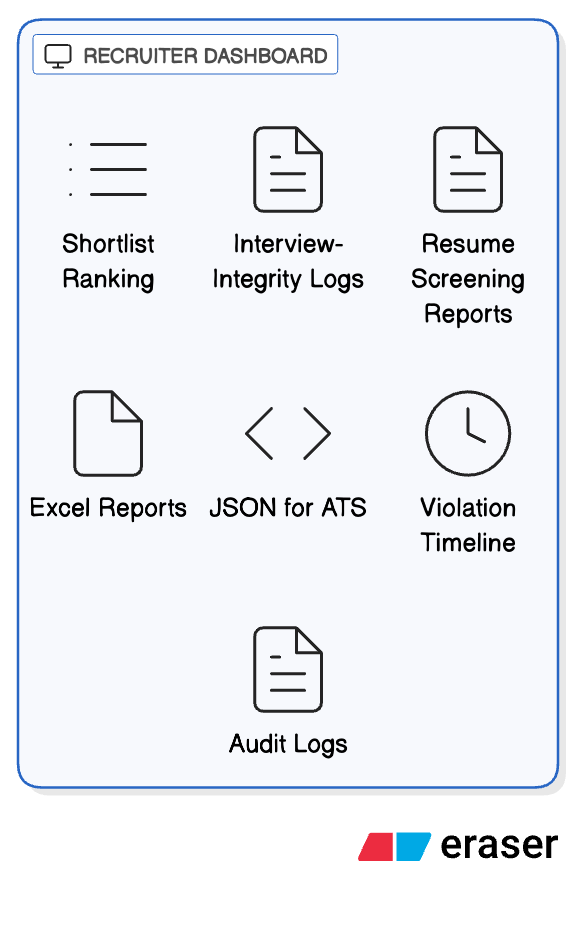 RECRUITER DASHBOARD
Shortlist
Ranking
Interview-
Integrity Logs
Resume
Screening
Reports
Excel Reports
JSON for ATS
Violation
Timeline
Audit Logs
eraser